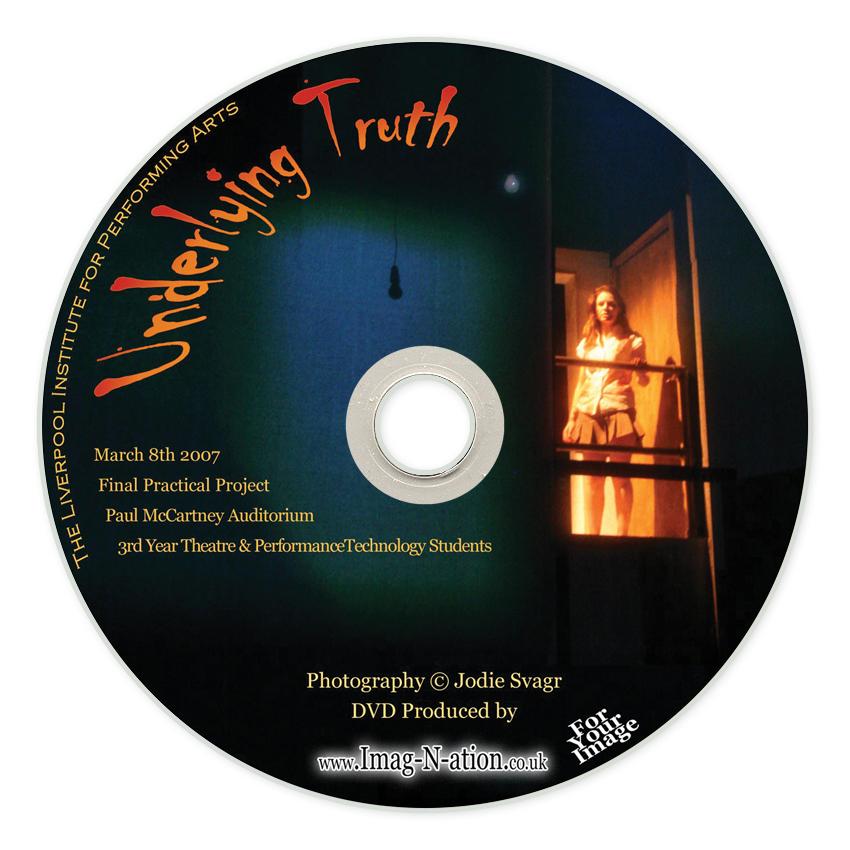 THE LIVERPOOL INSTITUTE FOR PERFORMING ARTS
Underlying Truth
March 8th 2007
Final Practical Project
Paul McCartney Auditorium
3rd Year Theatre & PerformanceTechnology Students
Photography © Jodie Svagr
DVD Produced by
www.Imag-N-ation.co.uk
For
Your
Image